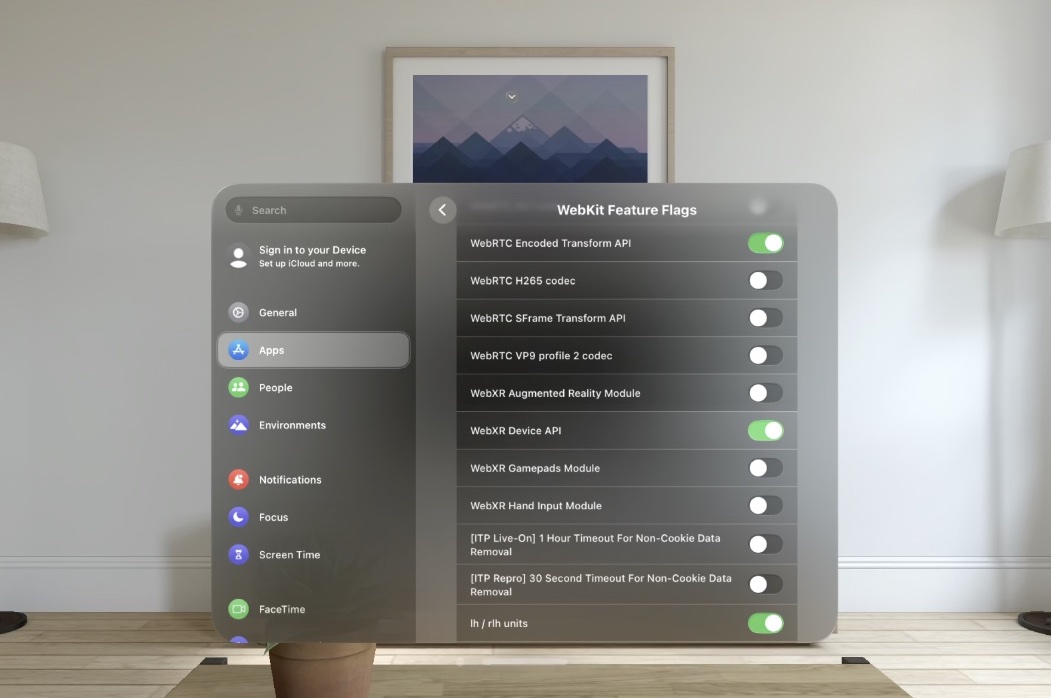 Search
Sign in to your Device
Set up iCloud and more.
General
Apps
People
Environments
Notifications
Focus
Screen Time
FaceTime
WebKit Feature Flags
WebRTC Encoded Transform API
WebRTC H265 codec
WebRTC SFrame Transform API
WebRTC VP9 profile 2 codec
WebXR Augmented Reality Module
WebXR Device API
WebXR Gamepads Module
WebXR Hand Input Module
[ITP Live-On] 1 Hour Timeout For Non-Cookie Data
Removal
[ITP Repro] 30 Second Timeout For Non-Cookie Data
Removal
lh / rlh units